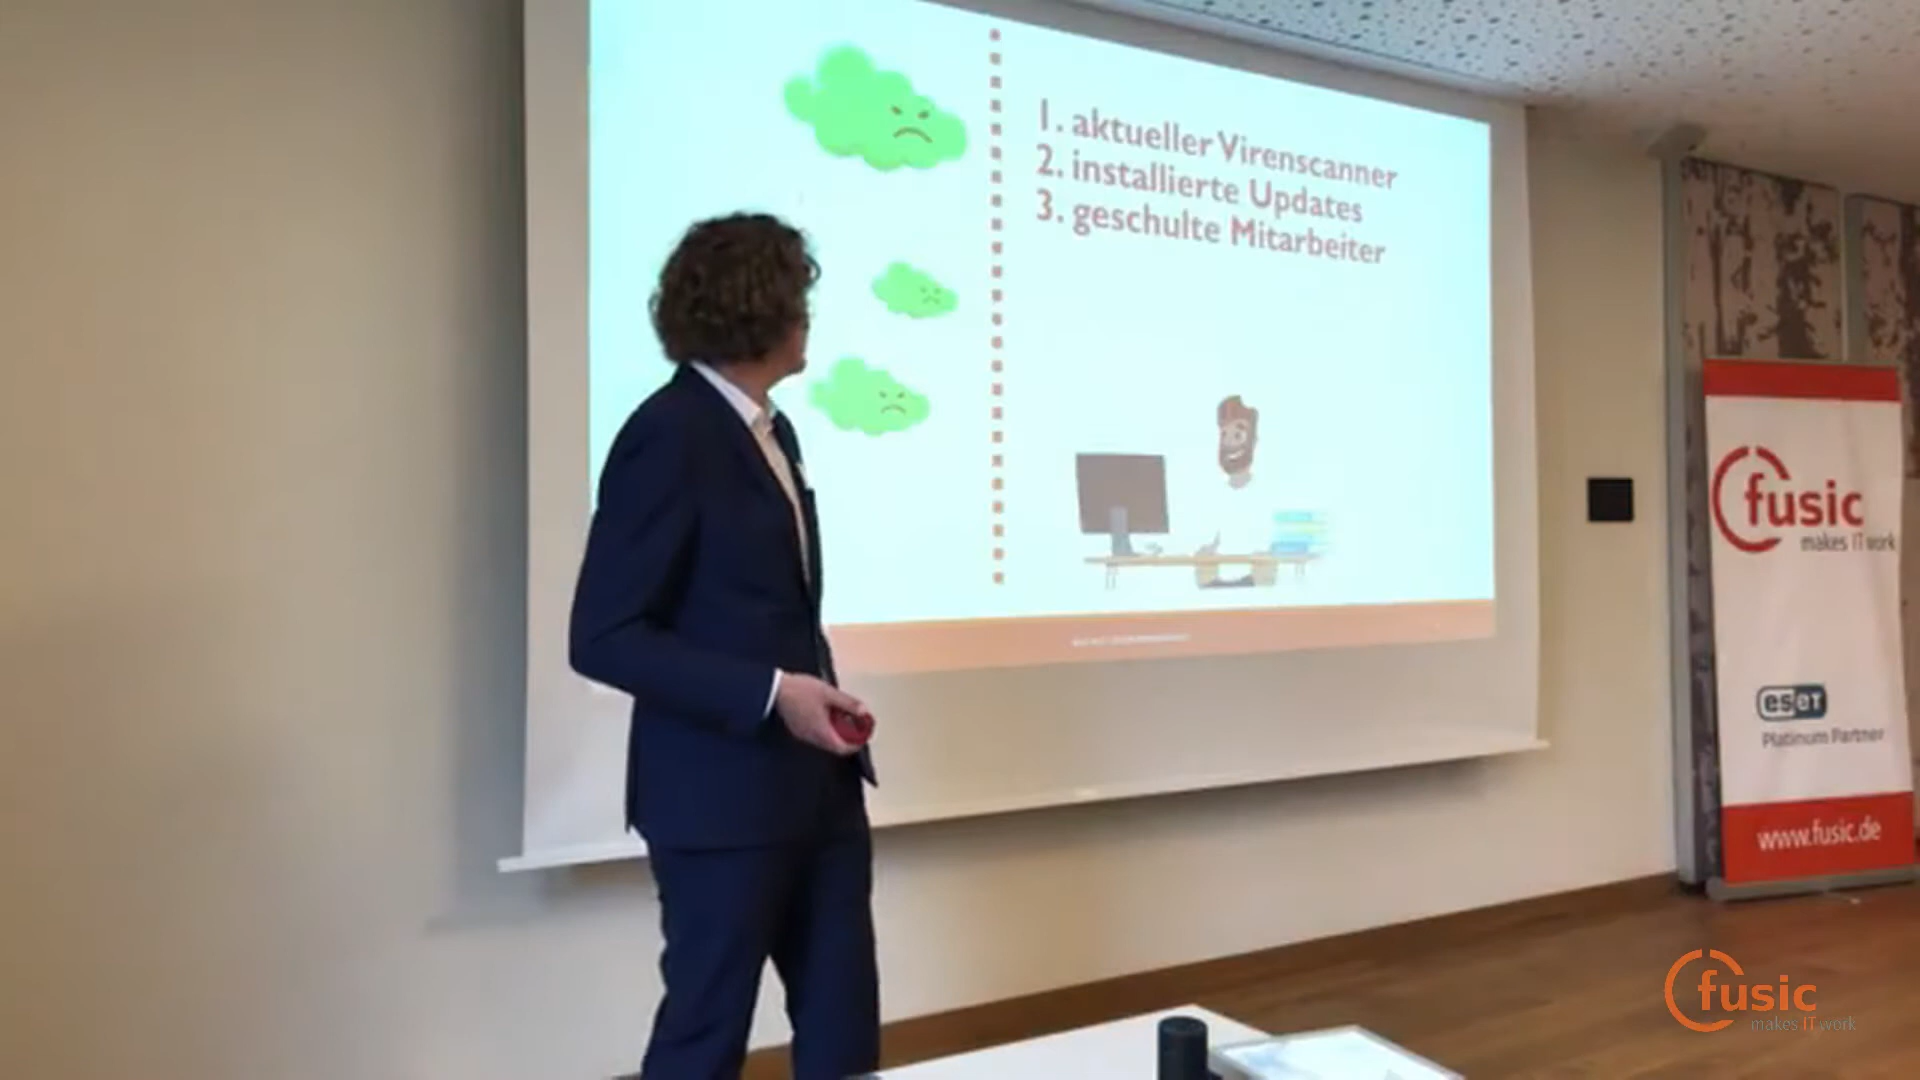 1. aktueller Virenscanner
2. installierte Updates
3. geschulte Mitarbeiter
fusic
makes IT work
eseT
Platinum Partner
www.fusic.de
fusic
makes IT work